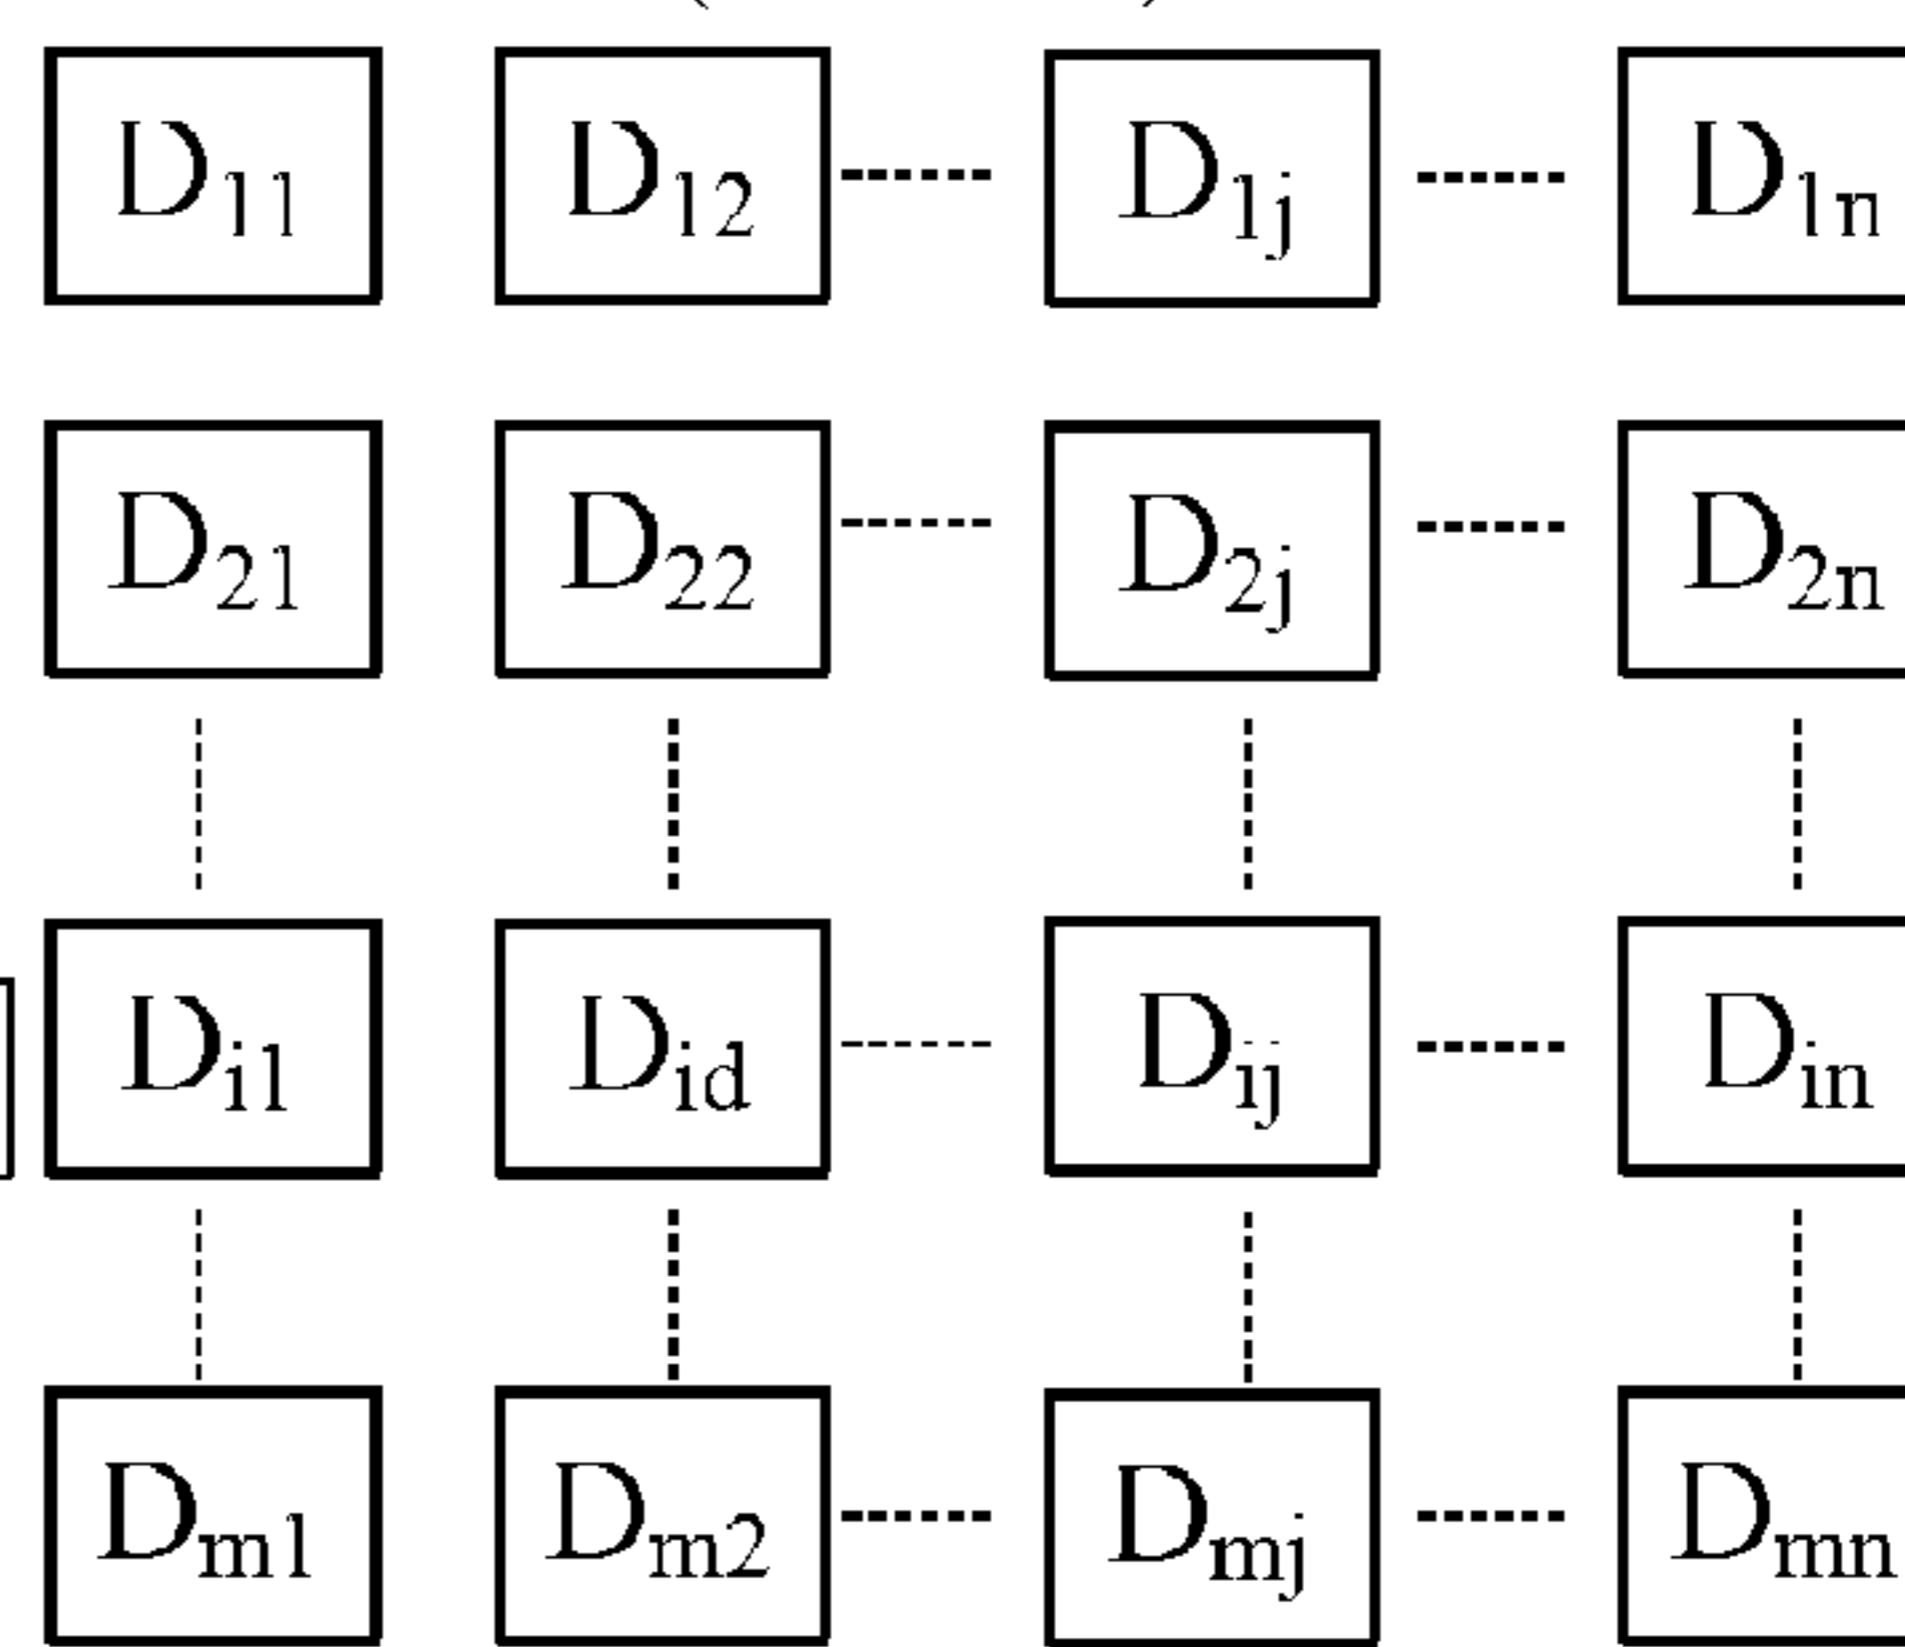 D11 D12 D1j D1n
D21 D22 D2j D2n
Di1 Did Dij Din
Dm1 Dm2 Dmj Dmn